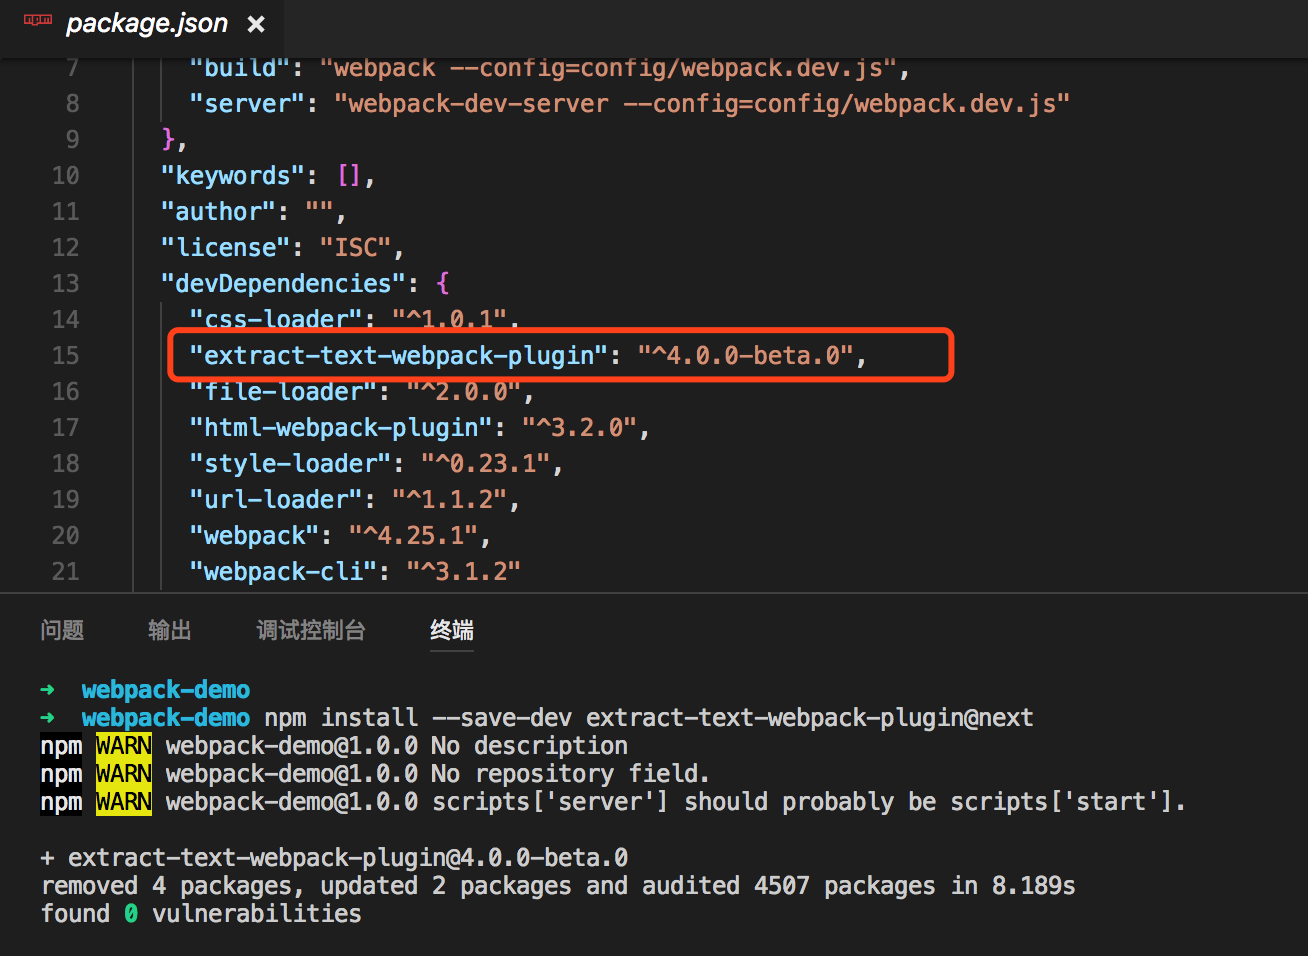 package.json ×
7 "build": "webpack --config=config/webpack.dev.js",
8 "server": "webpack-dev-server --config=config/webpack.dev.js"
9 },
10 "keywords": [],
11 "author": "",
12 "license": "ISC",
13 "devDependencies": {
14 "css-loader": "^1.0.1",
15 "extract-text-webpack-plugin": "^4.0.0-beta.0",
16 "file-loader": "^2.0.0",
17 "html-webpack-plugin": "^3.2.0",
18 "style-loader": "^0.23.1",
19 "url-loader": "^1.1.2",
20 "webpack": "^4.25.1",
21 "webpack-cli": "^3.1.2"
问题 输出 调试控制台 终端
➜ webpack-demo
➜ webpack-demo npm install --save-dev extract-text-webpack-plugin@next
npm WARN webpack-demo@1.0.0 No description
npm WARN webpack-demo@1.0.0 No repository field.
npm WARN webpack-demo@1.0.0 scripts['server'] should probably be scripts['start'].
+ extract-text-webpack-plugin@4.0.0-beta.0
removed 4 packages, updated 2 packages and audited 4507 packages in 8.189s
found 0 vulnerabilities